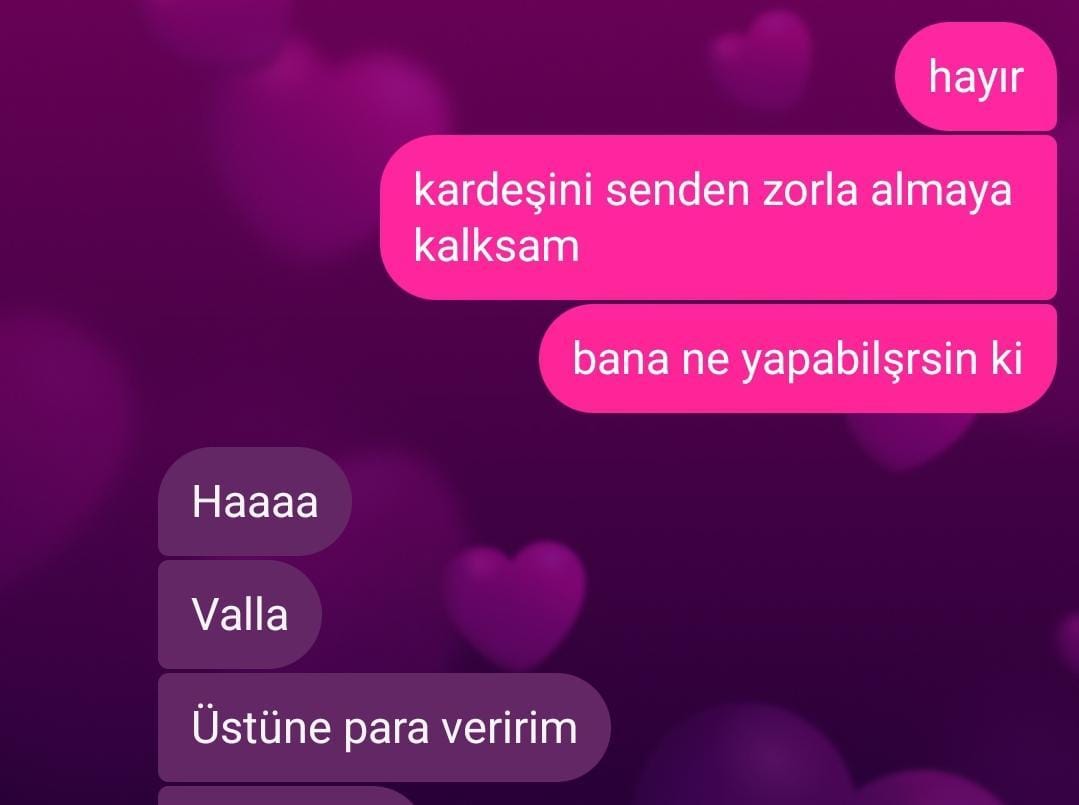 hayır
kardeşini senden zorla almaya
kalksam
bana ne yapabilşrsin ki
Haaaa
Valla
Üstüne para veririm